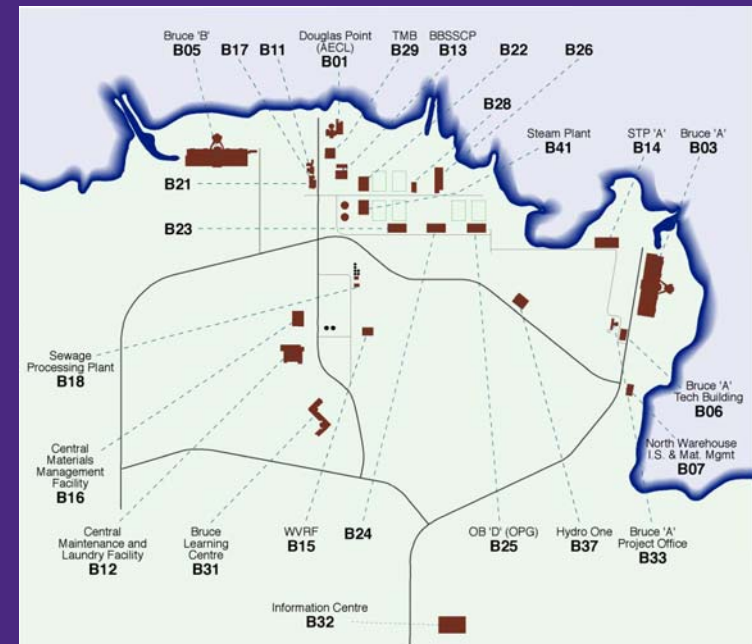 Bruce 'B'
B05
B17
B11
Douglas Point
(AECL)
B01
TMB
B29
BBSSCP
B13
B22
B26
B28
Steam Plant
B41
STP 'A'
B14
Bruce 'A'
B03
B21
B23
Sewage
Processing Plant
B18
Bruce 'A'
Tech Building
B06
North Warehouse
I.S. & Mat. Mgmt
B07
Central
Materials
Management
Facility
B16
Central
Maintenance and
Laundry Facility
B12
Bruce
Learning
Centre
B31
WVRF
B15
B24
OB 'D' (OPG)
B25
Hydro One
B37
Bruce 'A'
Project Office
B33
Information Centre
B32